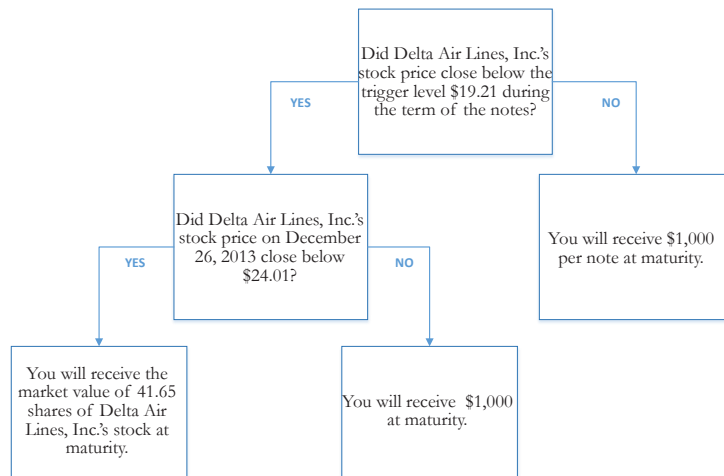 Did Delta Air Lines, Inc.'s
stock price close below the
trigger level $19.21 during
the term of the notes?
YES
NO
Did Delta Air Lines, Inc.'s
stock price on December
26, 2013 close below
$24.01?
You will receive $1,000
per note at maturity.
YES
NO
You will receive the
market value of 41.65
shares of Delta Air
Lines, Inc.'s stock at
maturity.
You will receive $1,000
at maturity.